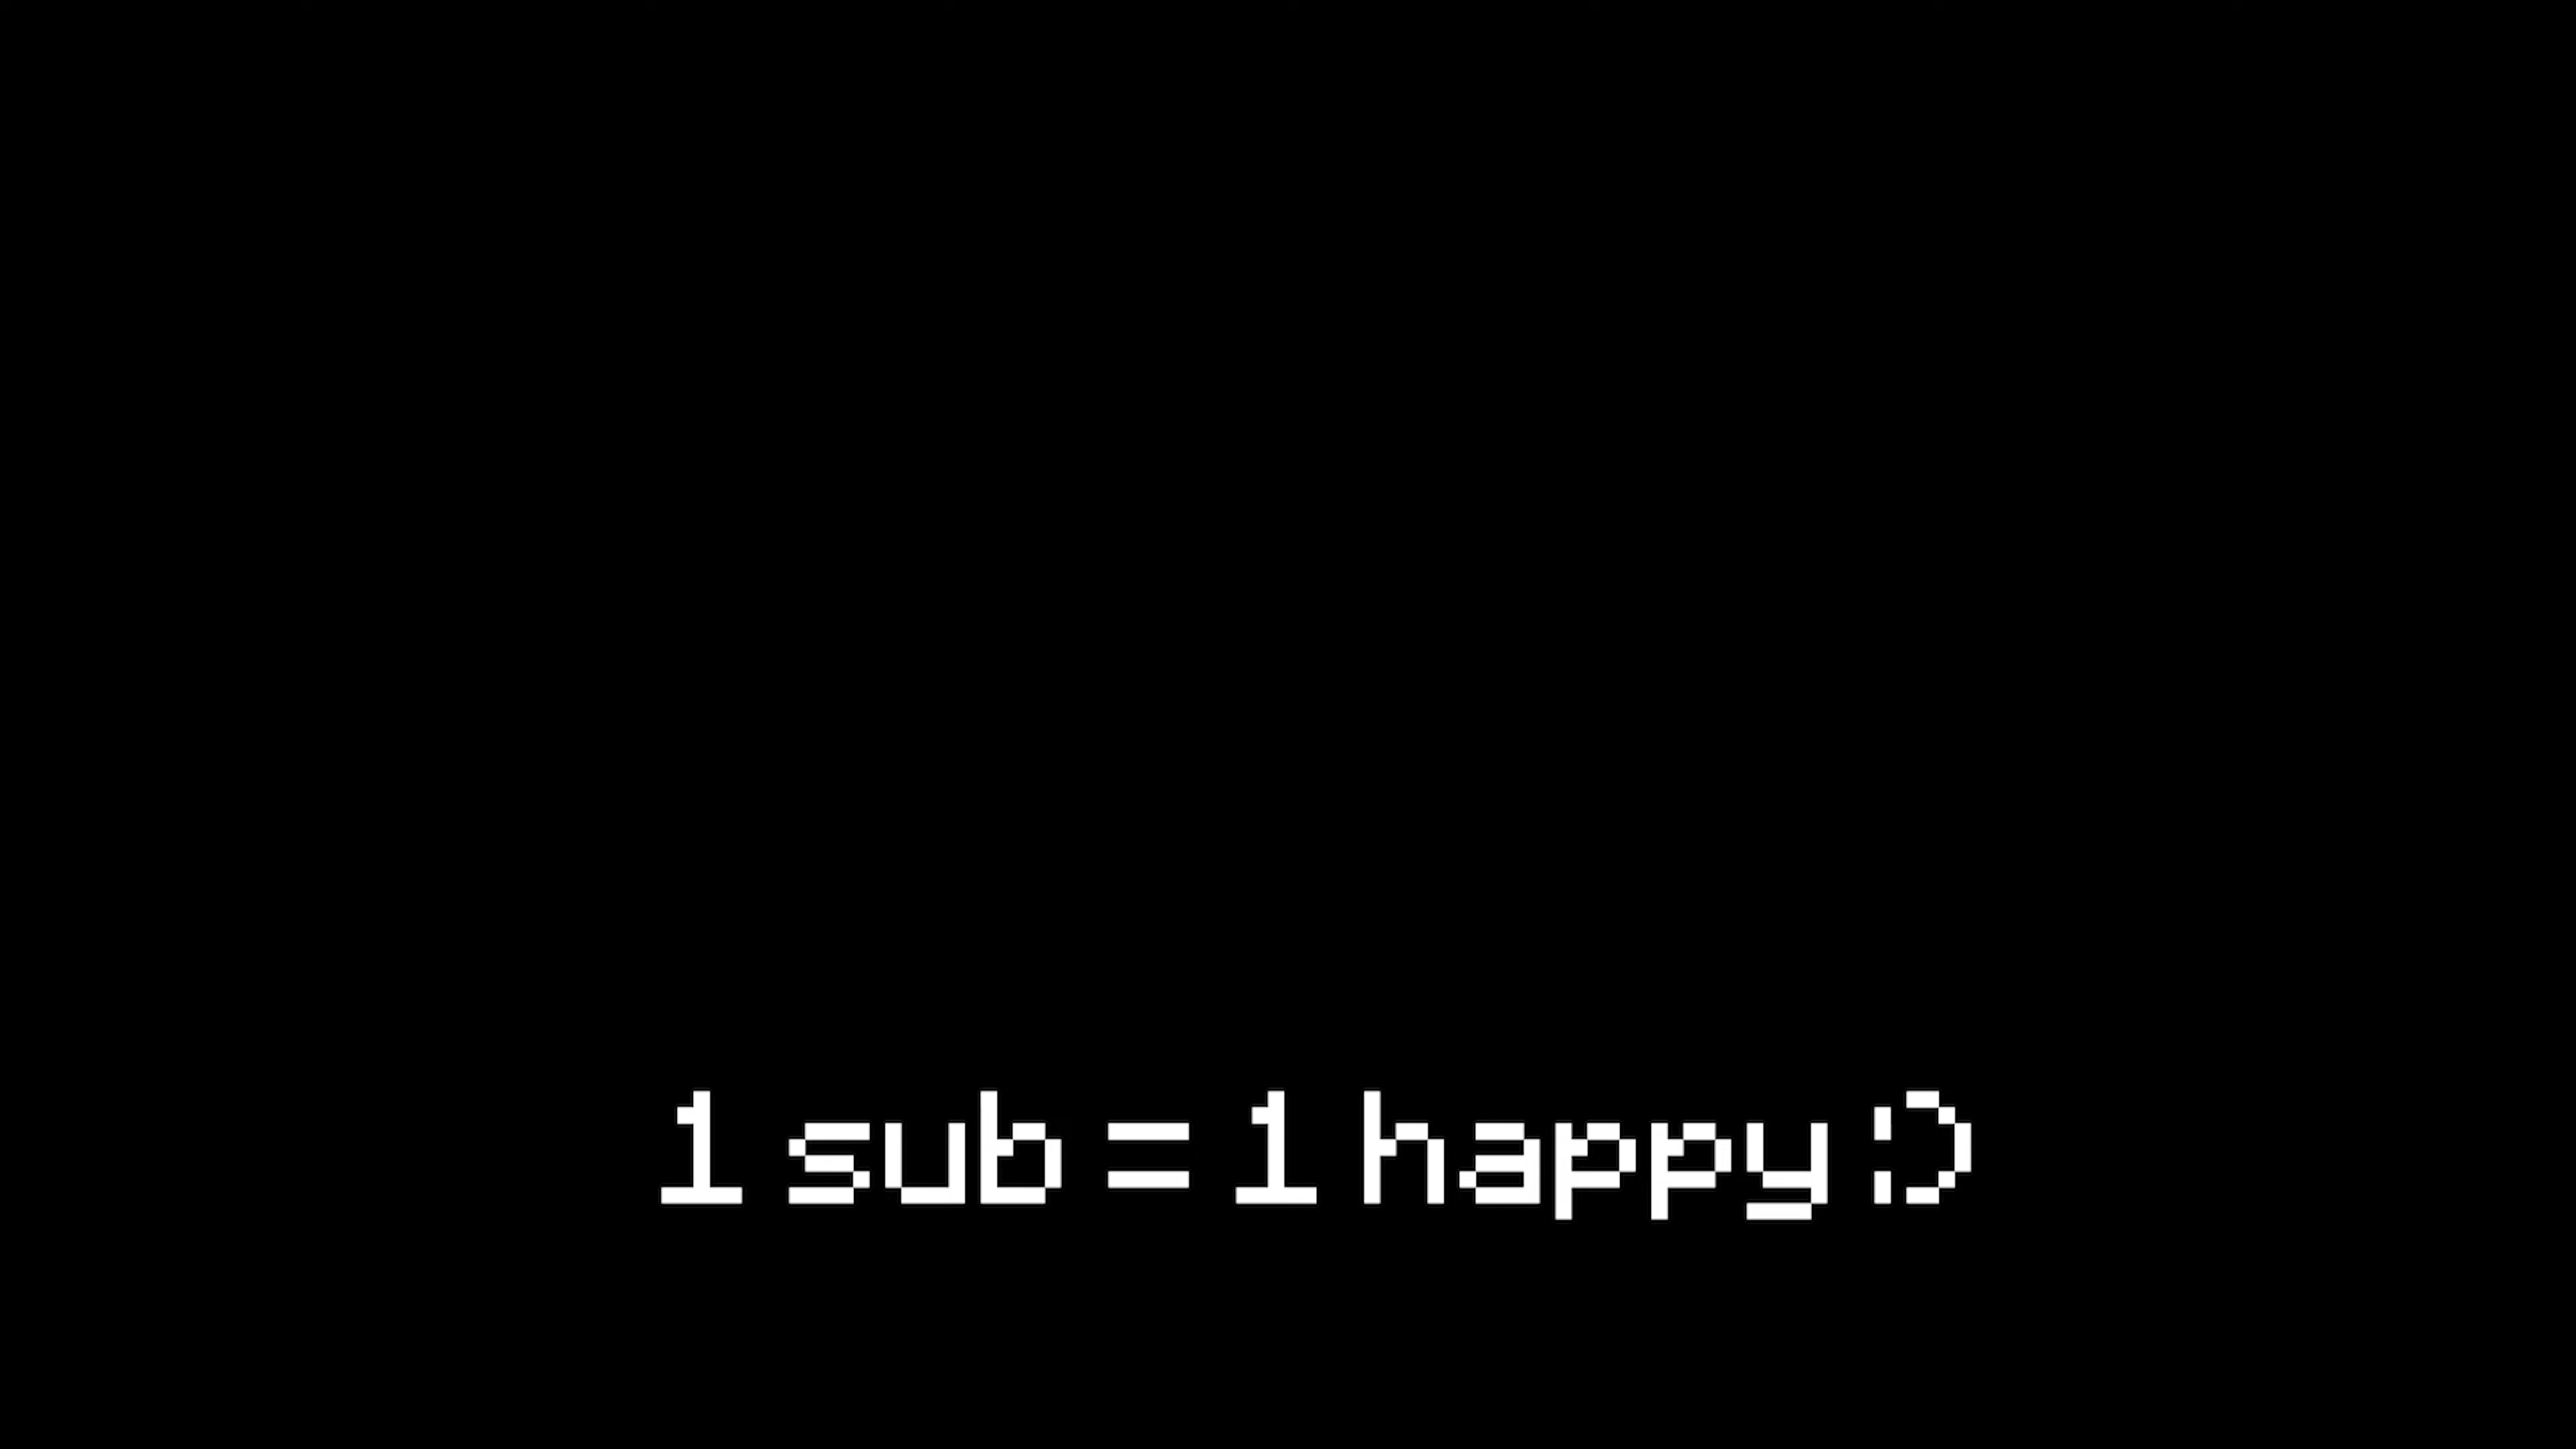 1 sub = 1 happy :)